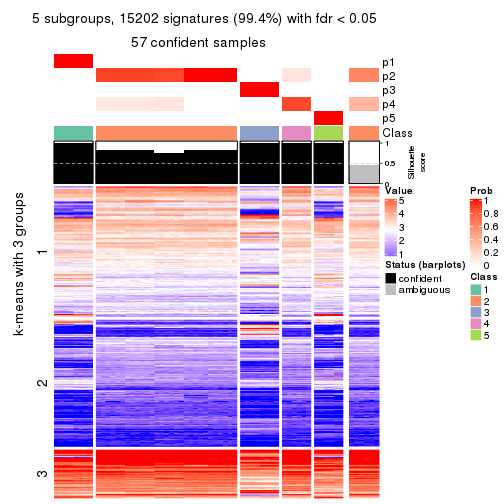 5 subgroups, 15202 signatures (99.4%) with fdr < 0.05
57 confident samples
p1
p2
p3
p4
p5
Class
1
0.5
0
Silhouette
score
k-means with 3 groups
1
2
3
Value
5
4
3
2
1
Status (barplots)
confident
ambiguous
Prob
1
0.8
0.6
0.4
0.2
0
Class
1
2
3
4
5